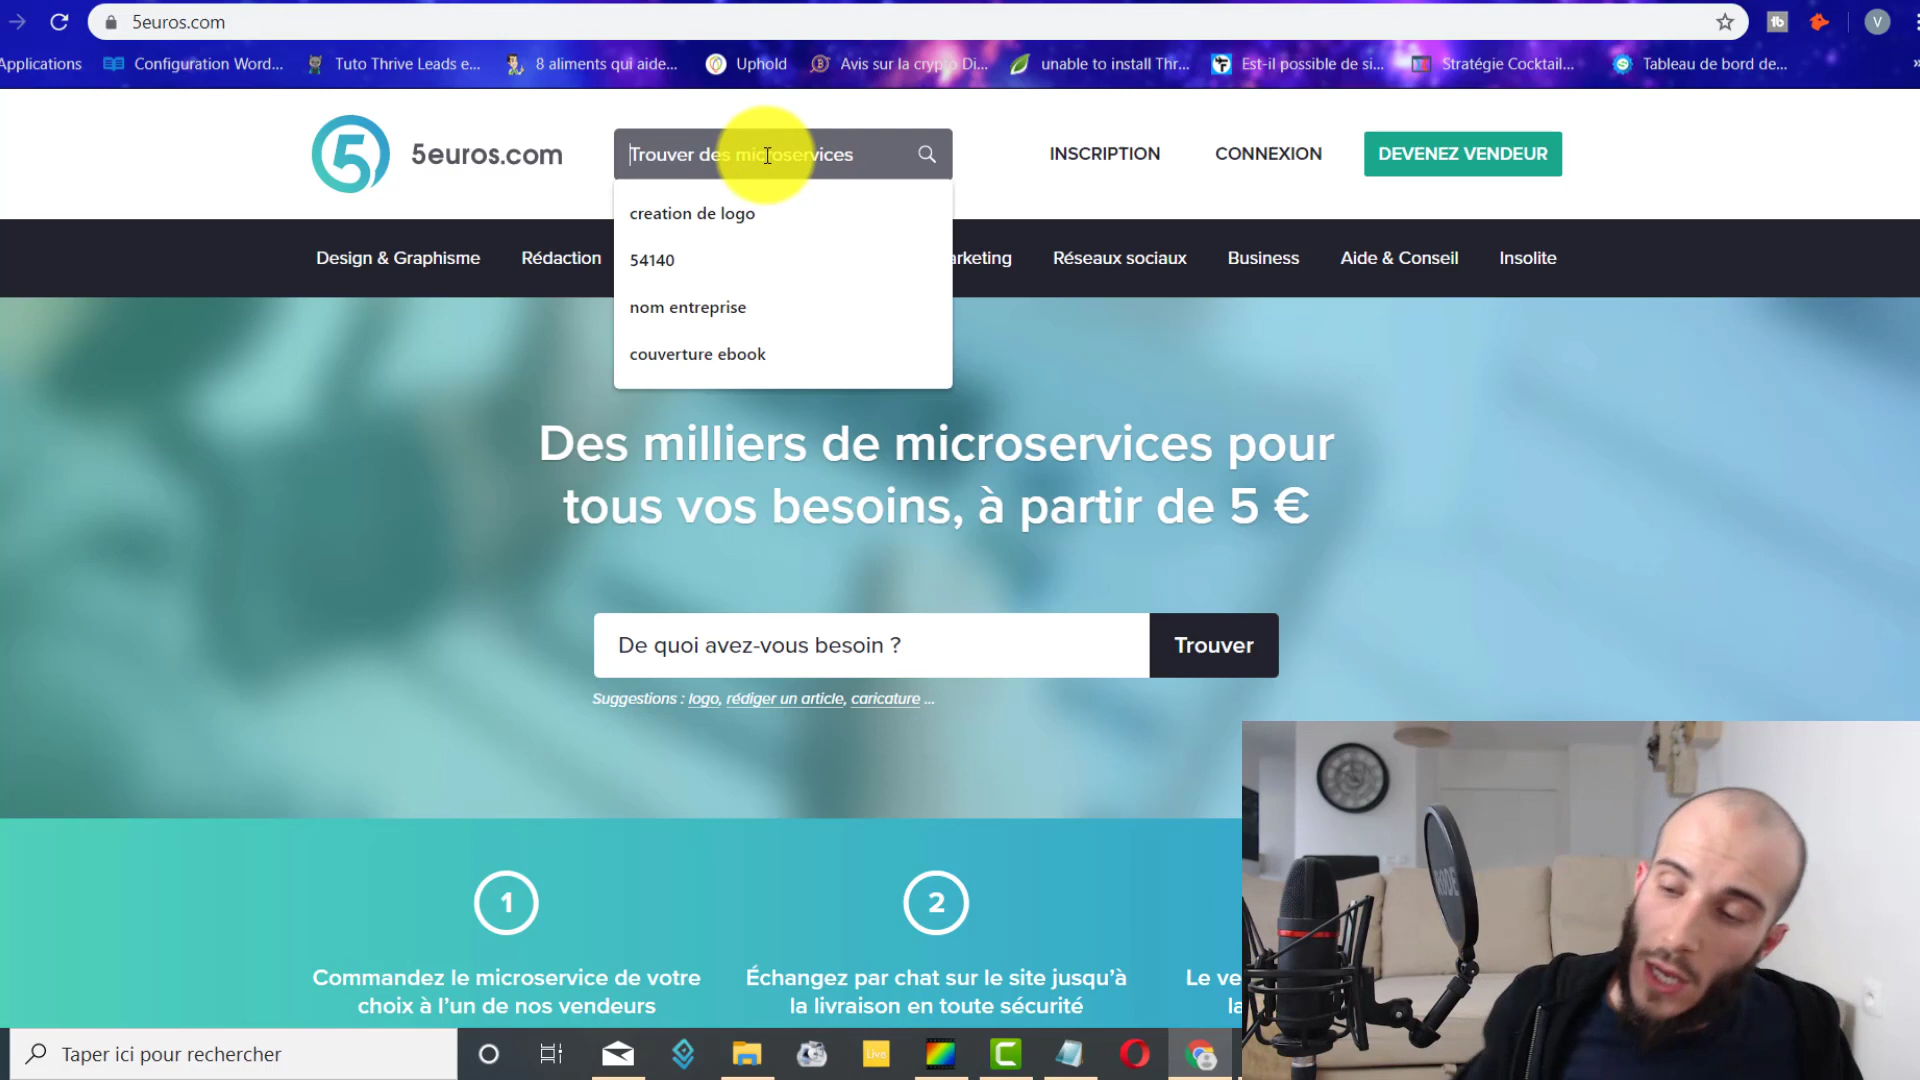 5euros.com
Applications
Configuration Word...
Tuto Thrive Leads e...
8 aliments qui aide...
Uphold
Avis sur la crypto Di...
unable to install Thr...
Est-il possible de si...
Stratégie Cocktail...
Tableau de bord de...
»
tb
V
5
5euros.com
Trouver des microservices
INSCRIPTION
CONNEXION
DEVENEZ VENDEUR
creation de logo
54140
nom entreprise
couverture ebook
Design & Graphisme
Rédaction
arketing
Réseaux sociaux
Business
Aide & Conseil
Insolite
Des milliers de microservices pour
tous vos besoins, à partir de 5 €
De quoi avez-vous besoin ?
Trouver
Suggestions : logo, rédiger un article, caricature ...
1
2
Commandez le microservice de votre
choix à l'un de nos vendeurs
Échangez par chat sur le site jusqu'à
la livraison en toute sécurité
Le ve
la
RODE
Taper ici pour rechercher
Live